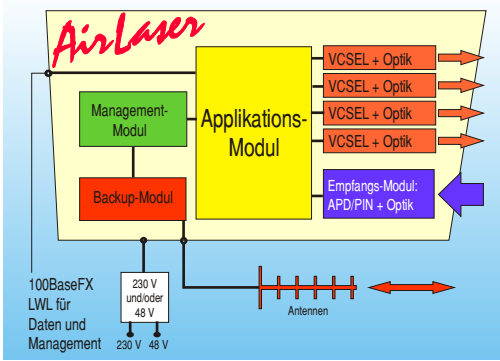 AirLaser
VCSEL + Optik
VCSEL + Optik
VCSEL + Optik
VCSEL + Optik
Management-
Modul
Applikations-
Modul
Backup-Modul
Empfangs-Modul:
APD/PIN + Optik
100BaseFX
LWL für
Daten und
Management
230 V
und/oder
48 V
230 V 48 V
Antennen